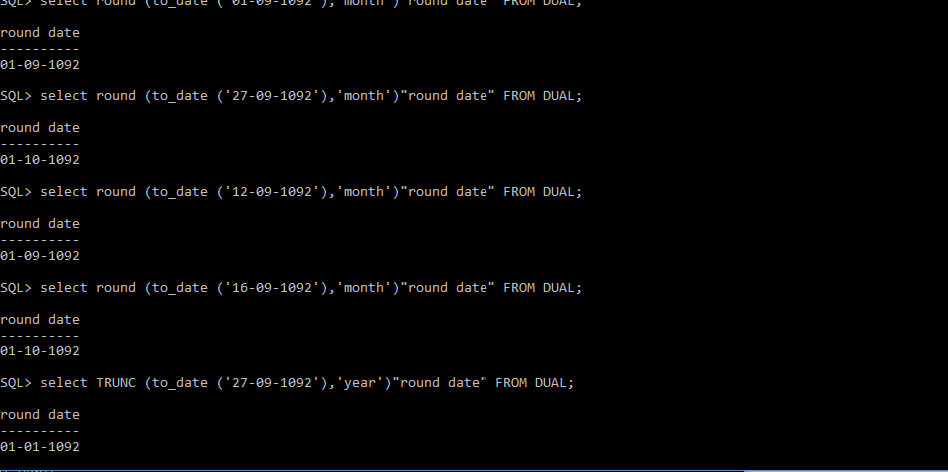 SQL> select round (to_date ('01-09-1092'),'month')"round date" FROM DUAL;
round date
----------
01-09-1092
SQL> select round (to_date ('27-09-1092'),'month')"round date" FROM DUAL;
round date
----------
01-10-1092
SQL> select round (to_date ('12-09-1092'),'month')"round date" FROM DUAL;
round date
----------
01-09-1092
SQL> select round (to_date ('16-09-1092'),'month')"round date" FROM DUAL;
round date
----------
01-10-1092
SQL> select TRUNC (to_date ('27-09-1092'),'year')"round date" FROM DUAL;
round date
----------
01-01-1092